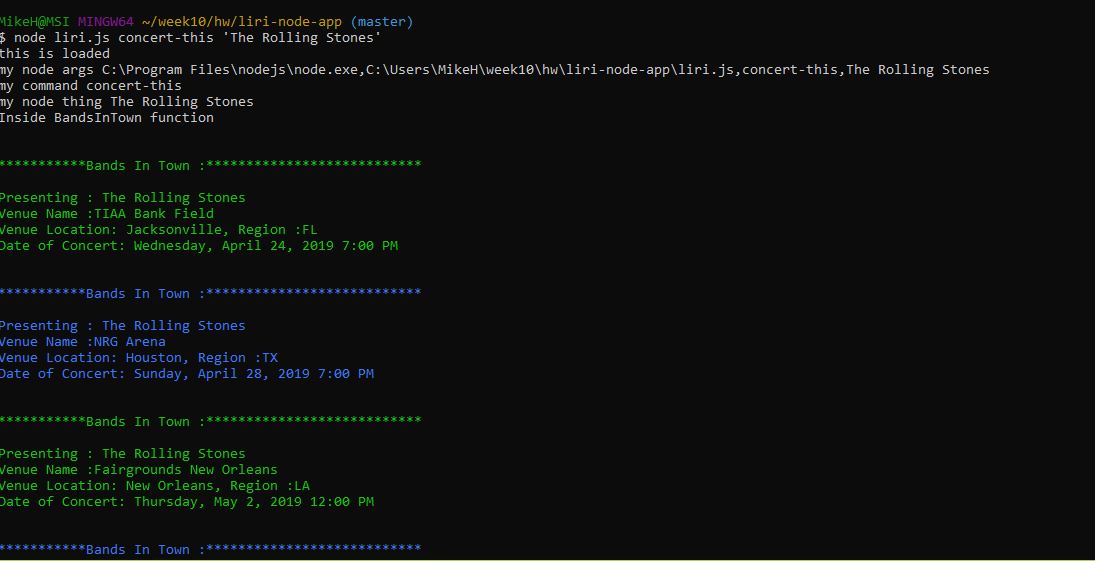 MikeH@MSI MINGW64 ~/week10/hw/liri-node-app (master)
$ node liri.js concert-this 'The Rolling Stones'
this is loaded
my node args C:\Program Files\nodejs\node.exe,C:\Users\MikeH\week10\hw\liri-node-app\liri.js,concert-this,The Rolling Stones
my command concert-this
my node thing The Rolling Stones
Inside BandsInTown function
***********Bands In Town :***************************
Presenting : The Rolling Stones
Venue Name :TIAA Bank Field
Venue Location: Jacksonville, Region :FL
Date of Concert: Wednesday, April 24, 2019 7:00 PM
***********Bands In Town :***************************
Presenting : The Rolling Stones
Venue Name :NRG Arena
Venue Location: Houston, Region :TX
Date of Concert: Sunday, April 28, 2019 7:00 PM
***********Bands In Town :***************************
Presenting : The Rolling Stones
Venue Name :Fairgrounds New Orleans
Venue Location: New Orleans, Region :LA
Date of Concert: Thursday, May 2, 2019 12:00 PM
***********Bands In Town :***************************